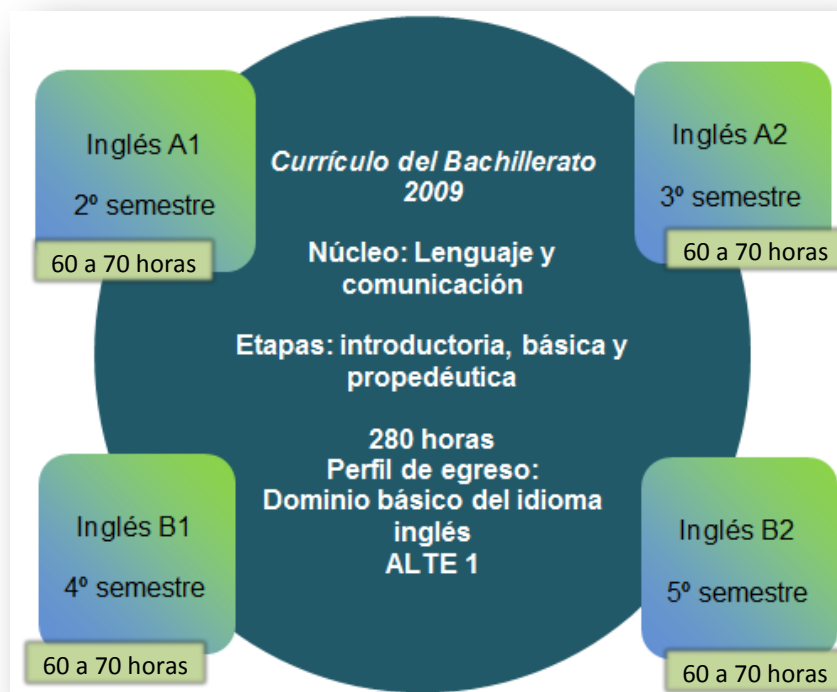 Inglés A1
2º semestre
60 a 70 horas
Inglés A2
3º semestre
60 a 70 horas
Currículo del Bachillerato
2009
Núcleo: Lenguaje y
comunicación
Etapas: introductoria, básica y
propedéutica
280 horas
Perfil de egreso:
Dominio básico del idioma
inglés
ALTE 1
Inglés B1
4º semestre
60 a 70 horas
Inglés B2
5º semestre
60 a 70 horas